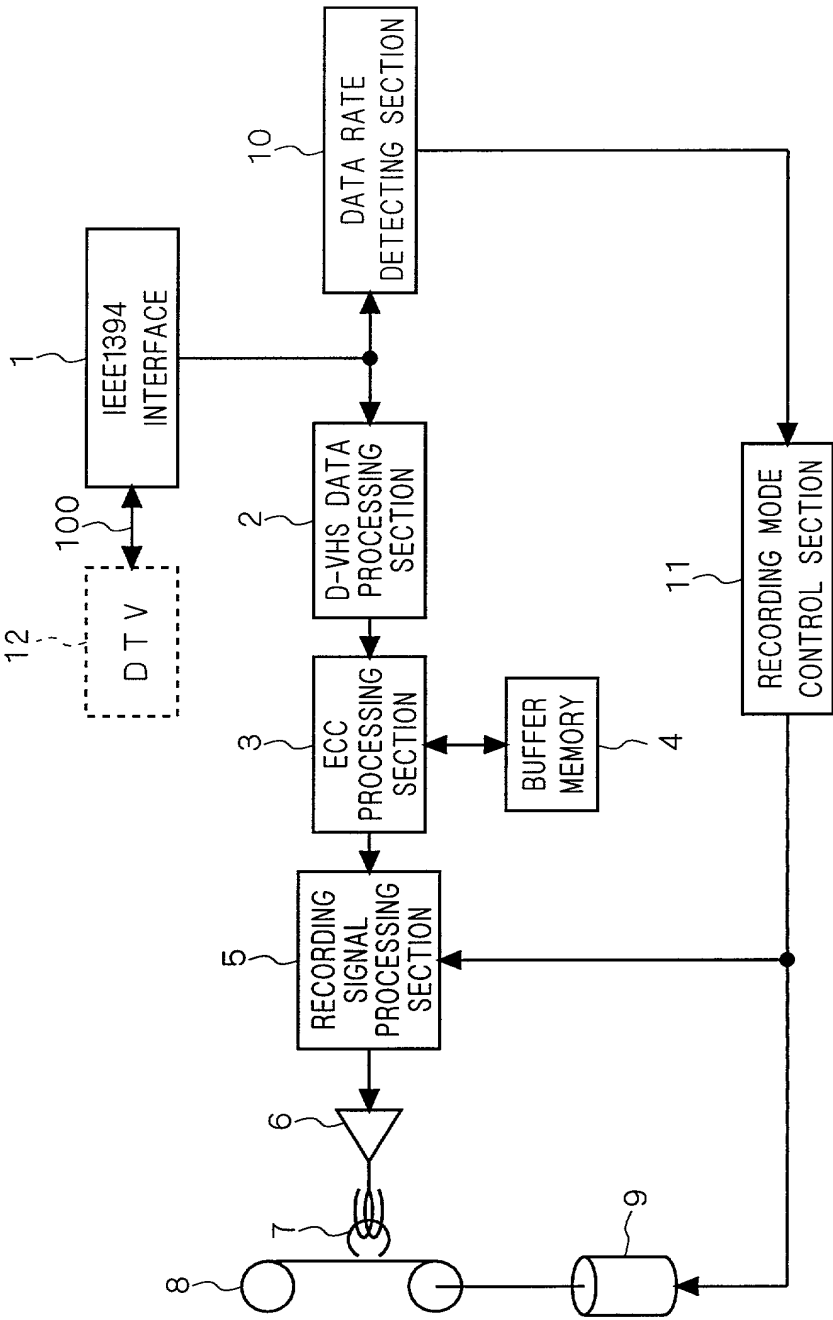 12
D T V
100
1
IEEE1394
INTERFACE
10
DATA RATE
DETECTING SECTION
2
D-VHS DATA
PROCESSING
SECTION
3
ECC
PROCESSING
SECTION
BUFFER
MEMORY
4
5
RECORDING
SIGNAL
PROCESSING
SECTION
6
7
8
9
11
RECORDING MODE
CONTROL SECTION